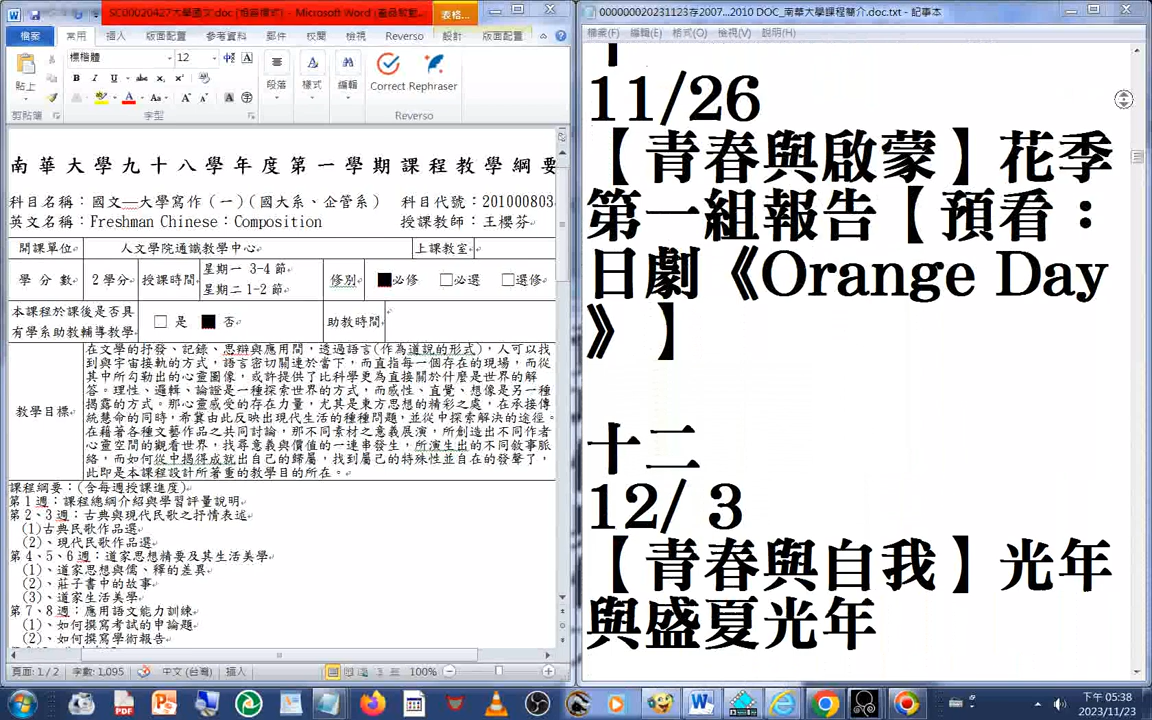 SC00020427大學國文.doc (相容模式) - Microsoft Word (產品啟動...
表格...
000000020231123存2007...2010 DOC_南華大學課程簡介.doc.txt - 記事本
檔案
常用
插入
版面配置
參考資料
郵件
校閱
檢視
Reverso
設計
版面配置
檔案(F) 編輯(E) 格式(O) 檢視(V) 說明(H)
標楷體
12
貼上
段落
樣式
編輯
Correct Rephraser
剪貼簿
字型
Reverso
南華大學九十八學年度第一學期課程教學綱要
科目名稱：國文—大學寫作（一）(國大系、企管系) 科目代號：201000803
英文名稱：Freshman Chinese：Composition 授課教師：王櫻芬
開課單位 人文學院通識教學中心 上課教室
學 分 數 2 學分 授課時間 星期一 3-4 節
星期二 1-2 節
修別 ■必修 □必選 □選修
本課程於課後是否具
有學系助教輔導教學
□ 是 ■ 否 助教時間
教學目標
在文學的抒發、記錄、思辯與應用間，透過語言(作為道說的形式)，人可以找
到與宇宙接軌的方式，語言密切關連於當下，而直指每一個存在的現場，而從
其中所勾勒出的心靈圖像，或許提供了比科學更為直接關於什麼是世界的解
答。理性、邏輯、論證是一種探索世界的方式，而感性、直覺、想像是另一種
揭露的方式。那心靈感受的存在力量，尤其是東方思想的精彩之處，在承接傳
統慧命的同時，希冀由此反映出現代生活的種種問題，並從中探索解決的途徑。
在藉著各種文藝作品之共同討論，那不同素材之意義展演，所創造出不同作者
心靈空間的觀看世界，找尋意義與價值的一連串發生，所演生出的不同敘事脈
絡，而如何從中揭得成就出自己的歸屬，找到屬己的特殊性並自在的發聲了，
此即是本課程設計所著重的教學目的所在。
課程綱要：(含每週授課進度)
第 1 週：課程總綱介紹與學習評量說明
第 2、3 週：古典與現代民歌之抒情表述
(1)古典民歌作品選
(2)、現代民歌作品選
第 4、5、6 週：道家思想精要及其生活美學
(1)、道家思想與儒、釋的差異
(2)、莊子書中的故事
(3)、道家生活美學
第 7、8 週：應用語文能力訓練
(1)、如何撰寫考試的申論題
(2)、如何撰寫學術報告
頁面: 1 / 2 字數: 1,095 中文 (台灣) 插入 100%
11/26
【青春與啟蒙】花季
第一組報告【預看：
日劇《Orange Day
》 】
十二
12/ 3
【青春與自我】光年
與盛夏光年
下午 05:38
2023/11/23